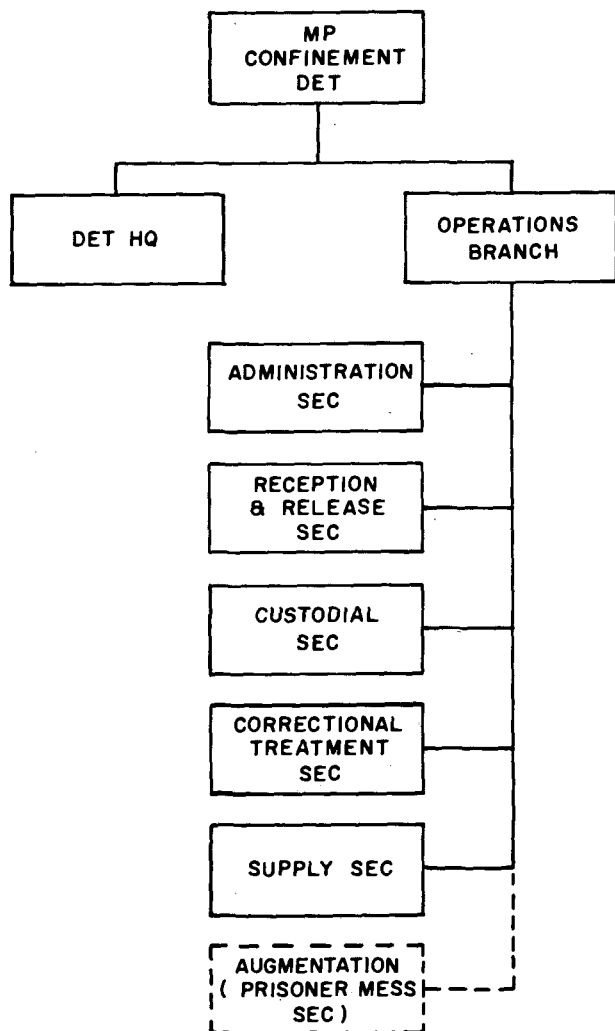 MP
CONFINEMENT
DET
DET HQ
OPERATIONS
BRANCH
ADMINISTRATION
SEC
RECEPTION
& RELEASE
SEC
CUSTODIAL
SEC
CORRECTIONAL
TREATMENT
SEC
SUPPLY SEC
AUGMENTATION
( PRISONER MESS
SEC )